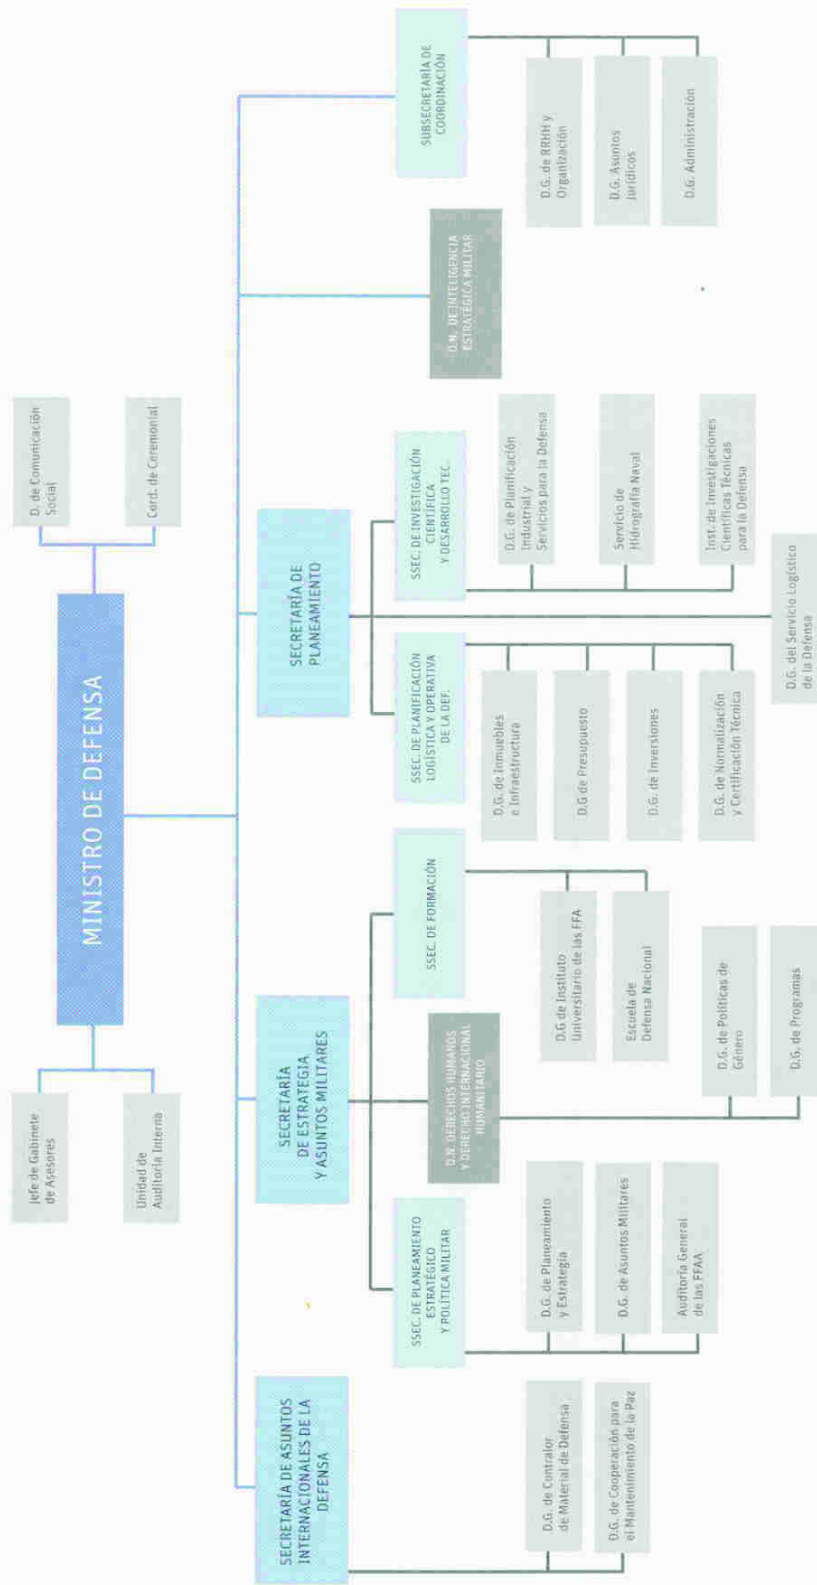 MINISTRO DE DEFENSA
Jefe de Gabinete
de Asesores
Unidad de
Auditoría Interna
D. de Comunicación
Social
Cord. de Ceremonial
SECRETARÍA DE ASUNTOS
INTERNACIONALES DE LA
DEFENSA
D.G. de Contralor
de Material de Defensa
D.G. de Cooperación para
el Mantenimiento de la Paz
SECRETARÍA
DE ESTRATEGIA
Y ASUNTOS MILITARES
SSEC. DE PLANEAMIENTO
ESTRATÉGICO
Y POLÍTICA MILITAR
D.G. de Planeamiento
y Estrategia
D.G. de Asuntos Militares
Auditoría General
de las FFAA
D.N. DERECHOS HUMANOS
Y DERECHO INTERNACIONAL
HUMANITARIO
D.G. de Políticas de
Género
D.G. de Programas
SSEC. DE FORMACIÓN
D.G de Instituto
Universitario de las FFA
Escuela de
Defensa Nacional
SECRETARÍA DE
PLANEAMIENTO
SSEC. DE PLANIFICACIÓN
LOGÍSTICA Y OPERATIVA
DE LA DEF.
D.G. de Inmuebles
e Infraestructura
D.G de Presupuesto
D.G. de Inversiones
D.G. de Normalización
y Certificación Técnica
SSEC. DE INVESTIGACIÓN
CIENTÍFICA
Y DESARROLLO TEC.
D.G. de Planificación
Industrial y
Servicios para la Defensa
Servicio de
Hidrografía Naval
Inst. de Investigaciones
Científicas Técnicas
para la Defensa
D.G. del Servicio Logístico
de la Defensa
D.N. DE INTELIGENCIA
ESTRATÉGICA MILITAR
SUBSECRETARÍA DE
COORDINACIÓN
D.G. de RRHH y
Organización
D.G. Asuntos
Jurídicos
D.G. Administración